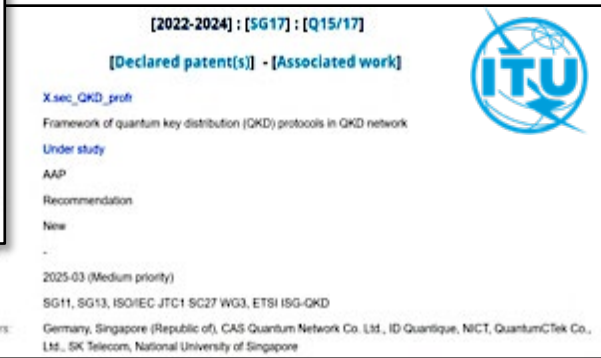 [2022-2024] : [SG17] : [Q15/17]
[Declared patent(s)] - [Associated work]
ITU
X.sec_QKD_profr
Framework of quantum key distribution (QKD) protocols in QKD network
Under study
AAP
Recommendation
New
-
2025-03 (Medium priority)
SG11, SG13, ISO/IEC JTC1 SC27 WG3, ETSI ISG-QKD
rs: Germany, Singapore (Republic of), CAS Quantum Network Co. Ltd., ID Quantique, NICT, QuantumCTek Co.,
Ltd., SK Telecom, National University of Singapore